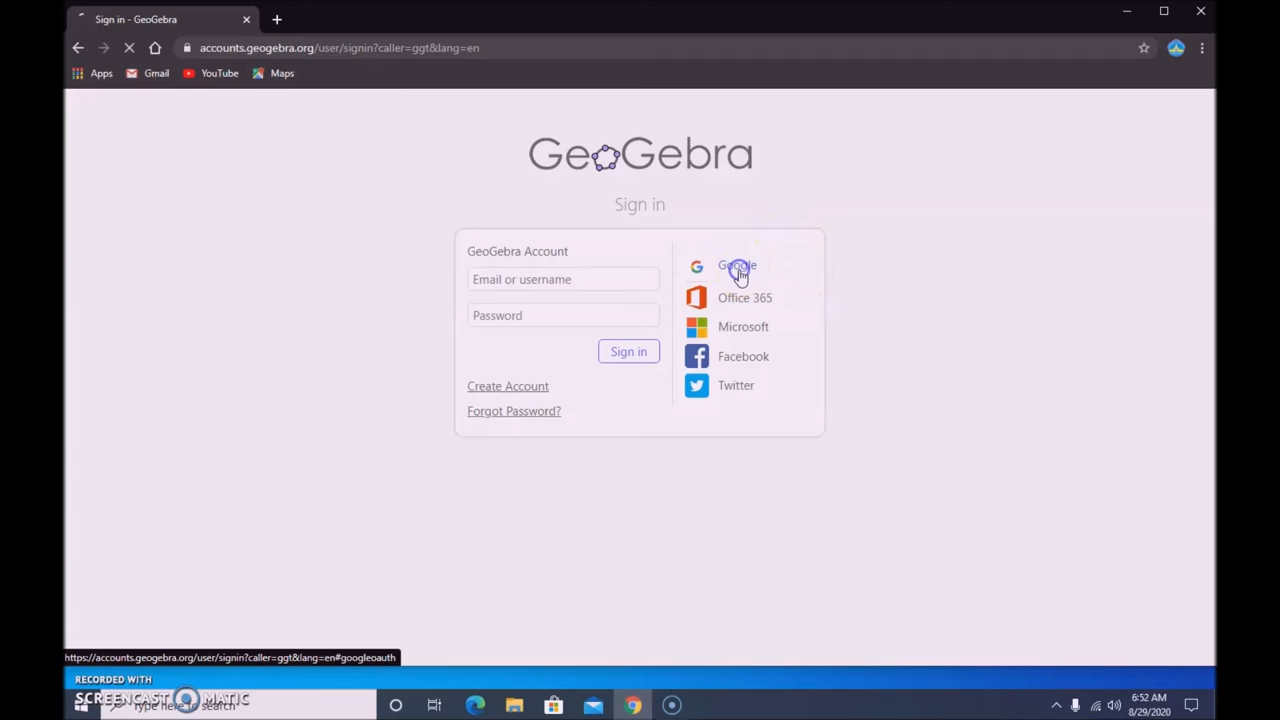 Sign in - GeoGebra
accounts.geogebra.org/user/signin?caller=ggt&lang=en
Apps Gmail YouTube Maps
GeoGebra
Sign in
GeoGebra Account
Email or username
Password
Sign in
Create Account
Forgot Password?
Google
Office 365
Microsoft
Facebook
Twitter
https://accounts.geogebra.org/user/signin?caller=ggt&lang=en#googleoauth
RECORDED WITH
SCREENCAST MATIC
Type here to search
6:52 AM
8/29/2020